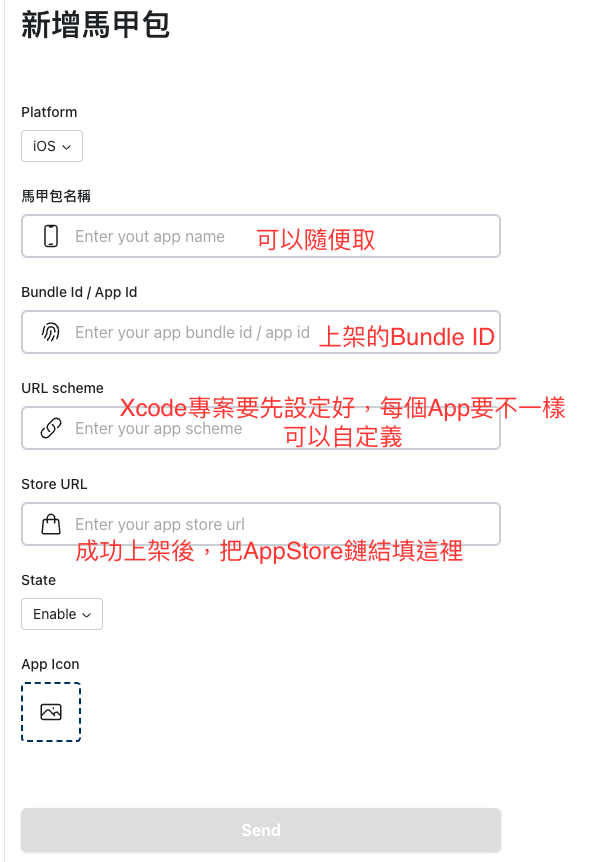 新增馬甲包
Platform
iOS
馬甲包名稱
Enter yout app name
可以隨便取
Bundle Id / App Id
Enter your app bundle id / app id
上架的Bundle ID
URL scheme
Xcode專案要先設定好，每個App要不一樣
Enter your app scheme
可以自定義
Store URL
Enter your app store url
成功上架後，把AppStore鏈結填這裡
State
Enable
App Icon
Send